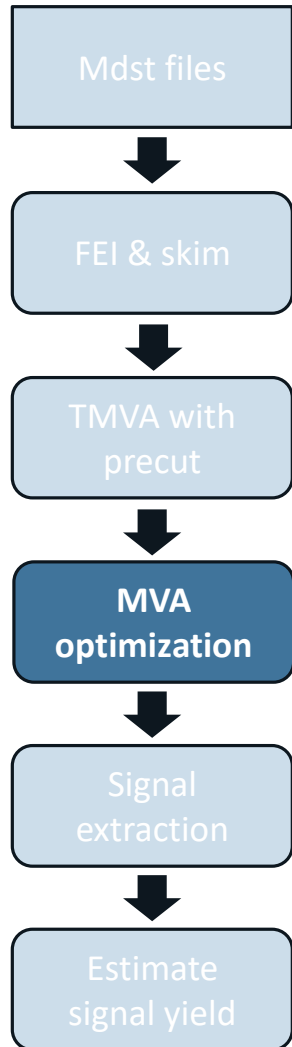 Mdst files
FEI & skim
TMVA with
precut
MVA
optimization
Signal
extraction
Estimate
signal yield